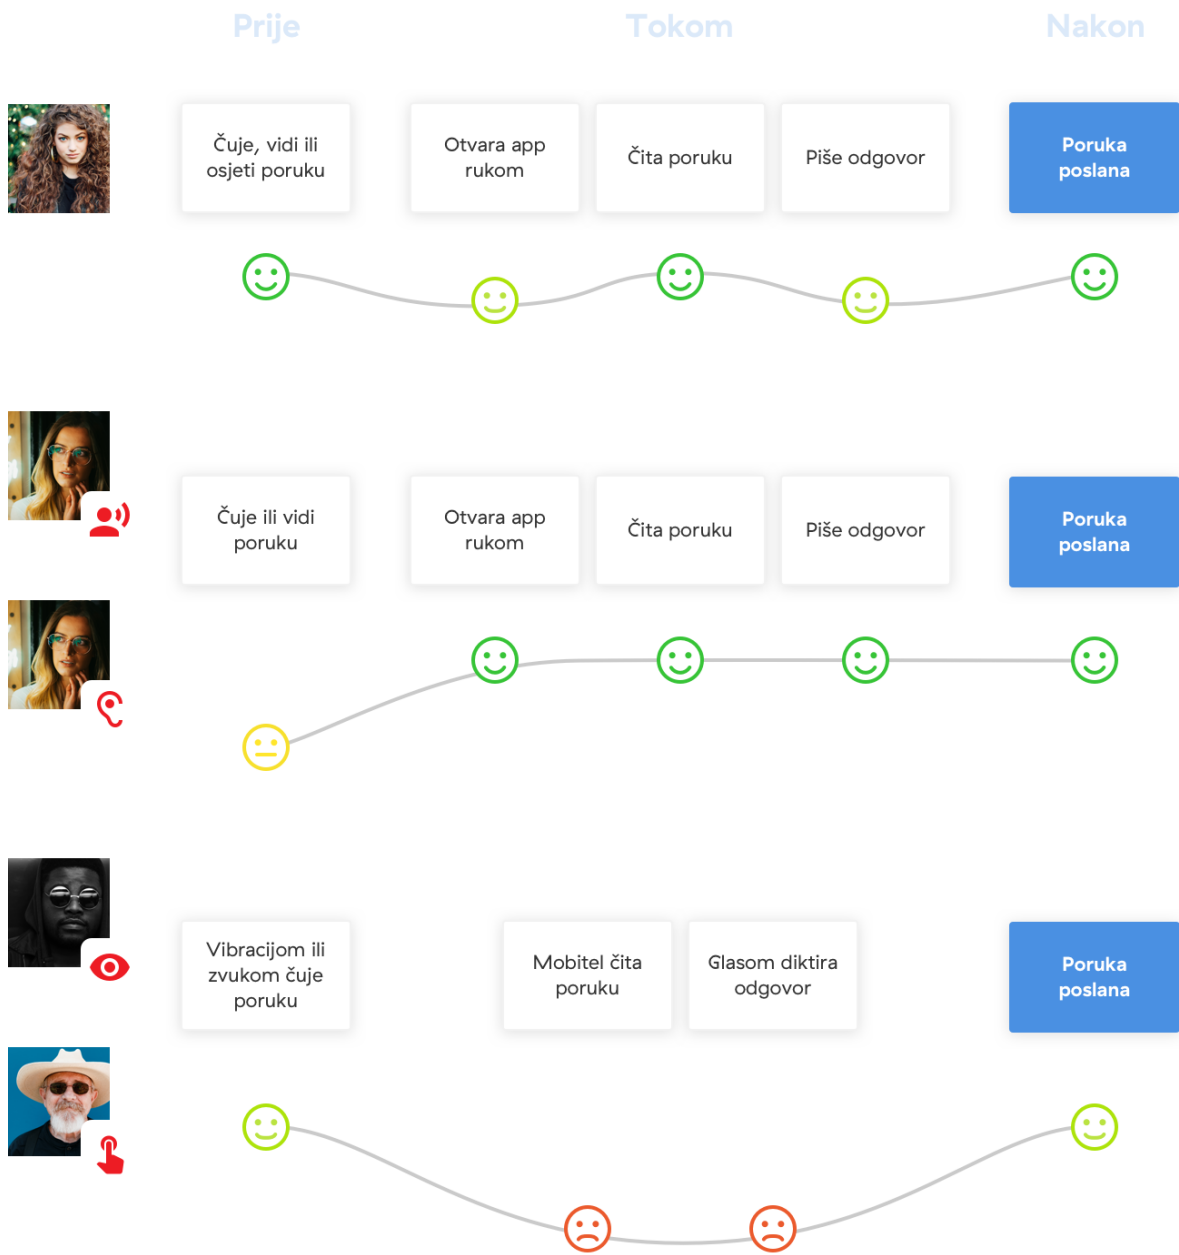 Prije
Tokom
Nakon
Čuje, vidi ili
osjeti poruku
Otvara app
rukom
Čita poruku
Piše odgovor
Poruka
poslana
Čuje ili vidi
poruku
Otvara app
rukom
Čita poruku
Piše odgovor
Poruka
poslana
Vibracijom ili
zvukom čuje
poruku
Mobitel čita
poruku
Glasom diktira
odgovor
Poruka
poslana